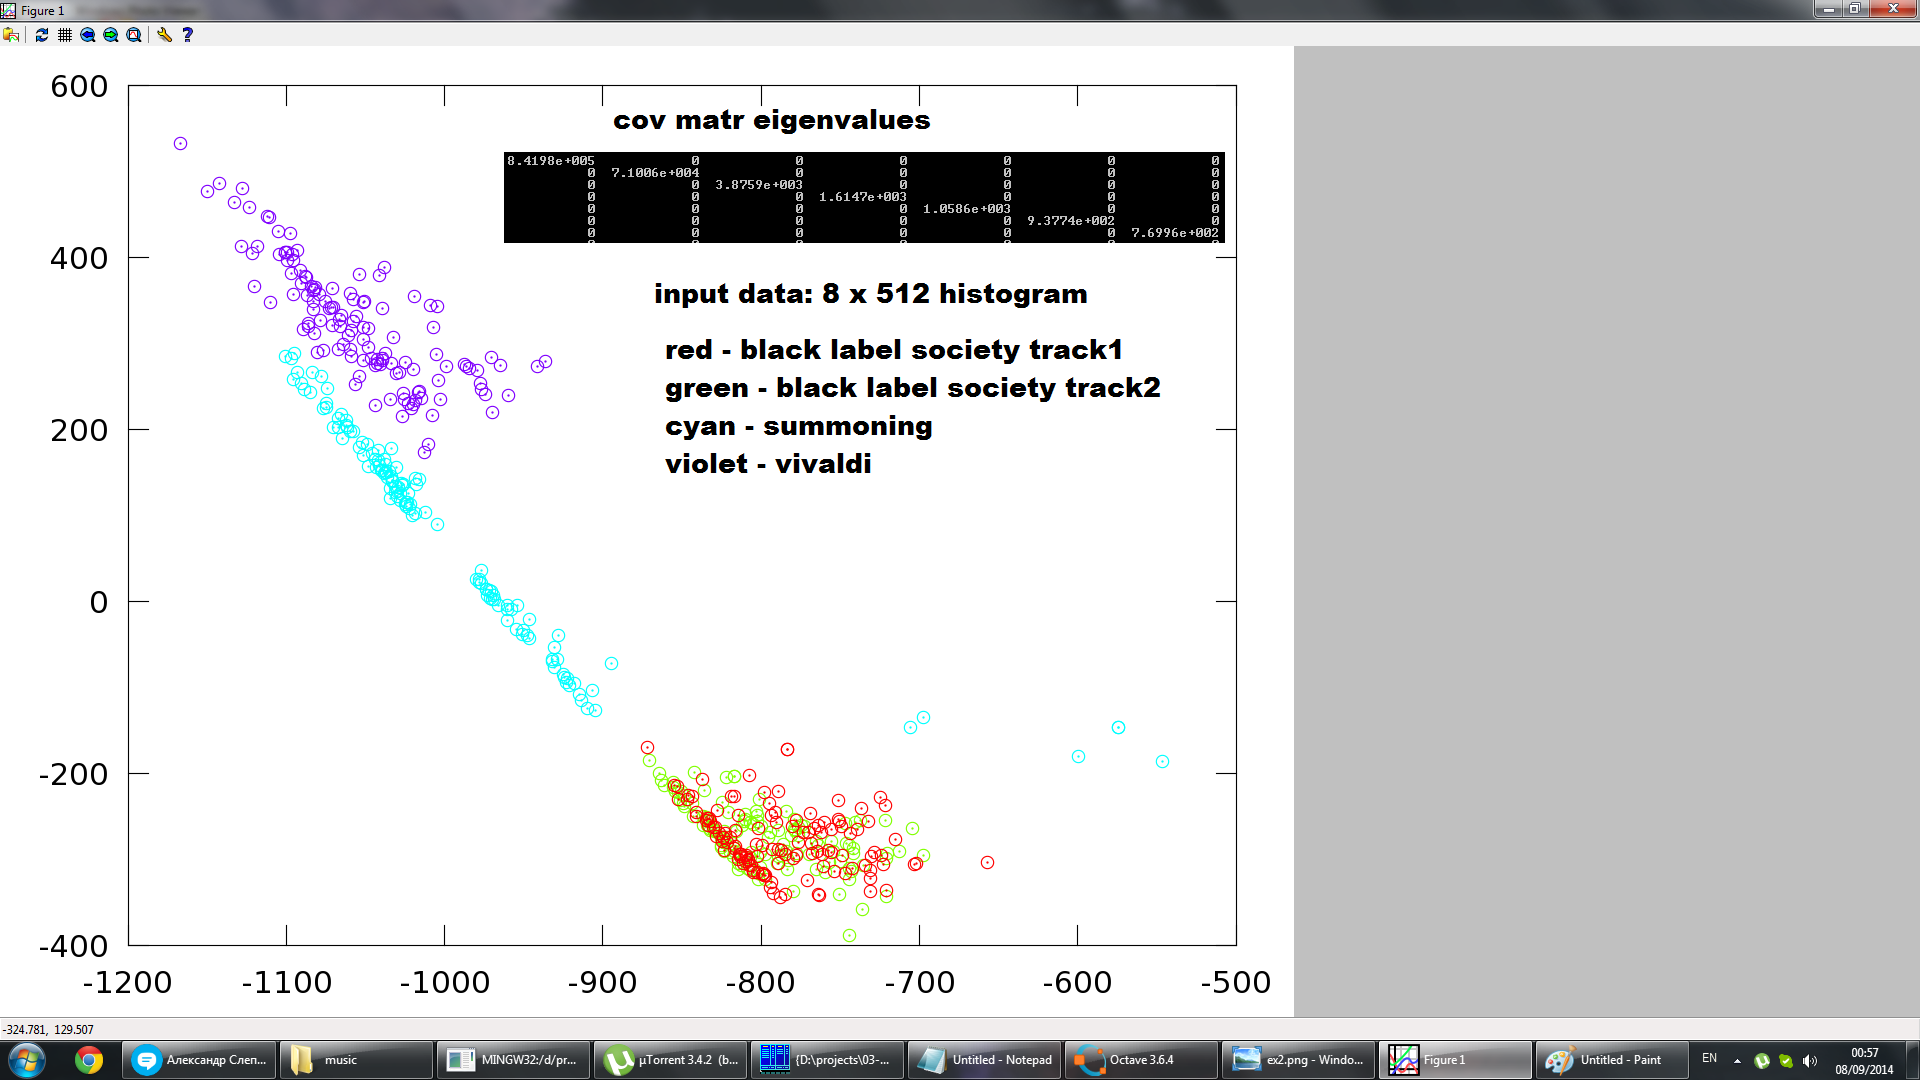 Figure 1
600
400
200
0
-200
-400
-1200 -1100 -1000 -900 -800 -700 -600 -500
cov matr eigenvalues
8.4198e+005 0 0 0 0 0 0
0 7.1006e+004 0 0 0 0 0
0 0 3.8759e+003 0 0 0 0
0 0 0 1.6147e+003 0 0 0
0 0 0 0 1.0586e+003 0 0
0 0 0 0 0 9.3774e+002 0
0 0 0 0 0 0 7.6996e+002
input data: 8 x 512 histogram
red - black label society track1
green - black label society track2
cyan - summoning
violet - vivaldi
-324.781, 129.507
Александр Слеп... music MINGW32:/d/pr... µTorrent 3.4.2 (b... {D:\projects\03-... Untitled - Notepad Octave 3.6.4 ex2.png - Windo... Figure 1 Untitled - Paint EN 00:57
08/09/2014